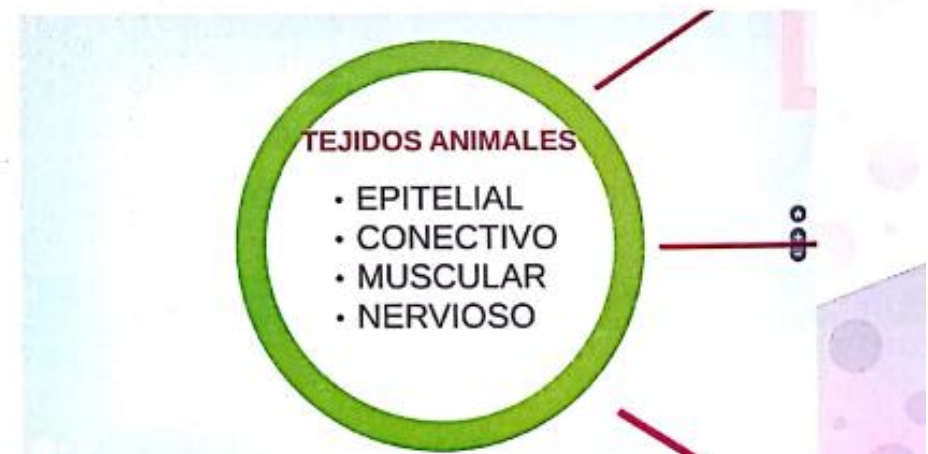 TEJIDOS ANIMALES
· EPITELIAL
· CONECTIVO
· MUSCULAR
· NERVIOSO